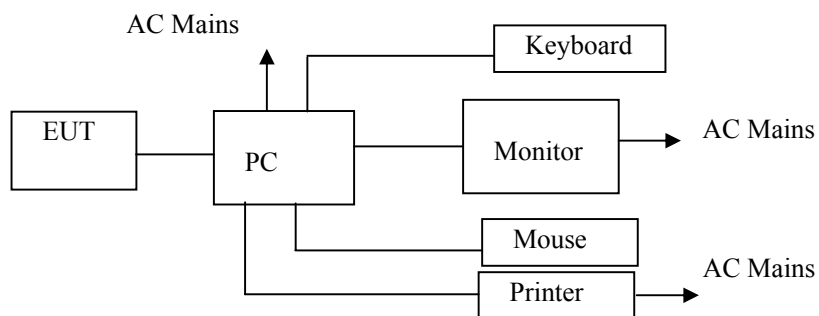 AC Mains
Keyboard
EUT
PC
Monitor
AC Mains
Mouse
AC Mains
Printer